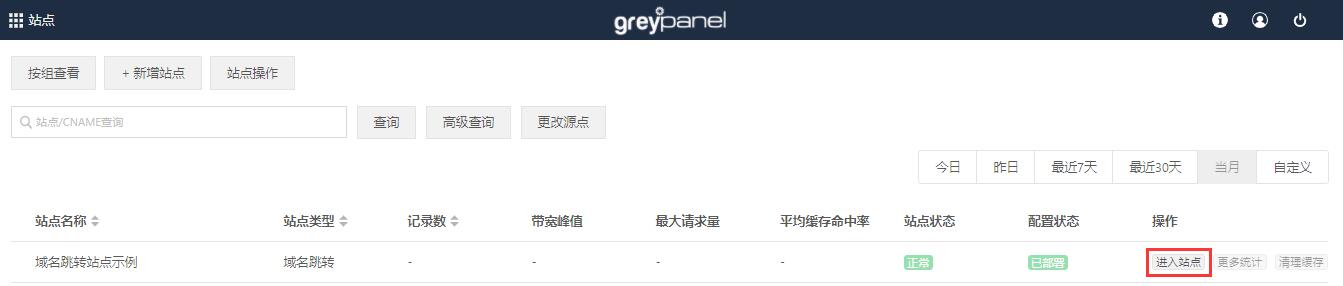 站点 greypanel
按组查看 + 新增站点 站点操作
站点/CNAME查询 查询 高级查询 更改源点
今日 昨日 最近7天 最近30天 当月 自定义
站点名称 站点类型 记录数 带宽峰值 最大请求量 平均缓存命中率 站点状态 配置状态 操作
域名跳转站点示例 域名跳转 - - - - 正常 已部署 进入站点 更多统计 清理缓存